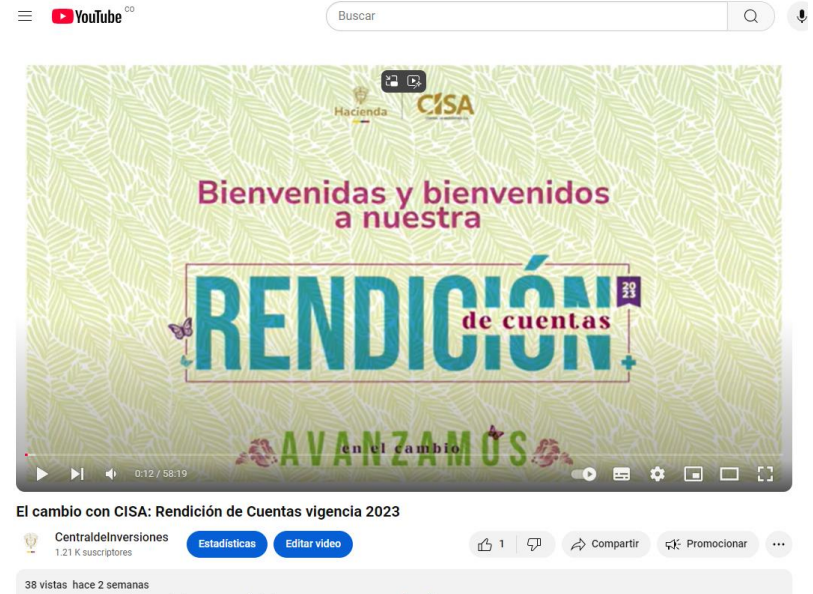 YouTube CO
Buscar
Hacienda
CISA
Bienvenidas y bienvenidos
a nuestra
RENDICIÓN
2023
de cuentas
AVANZAMOS
en el cambio
0:12 / 58:19
El cambio con CISA: Rendición de Cuentas vigencia 2023
CentraldeInversiones
1.21 K suscriptores
Estadísticas
Editar video
1
Compartir
Promocionar
38 vistas hace 2 semanas